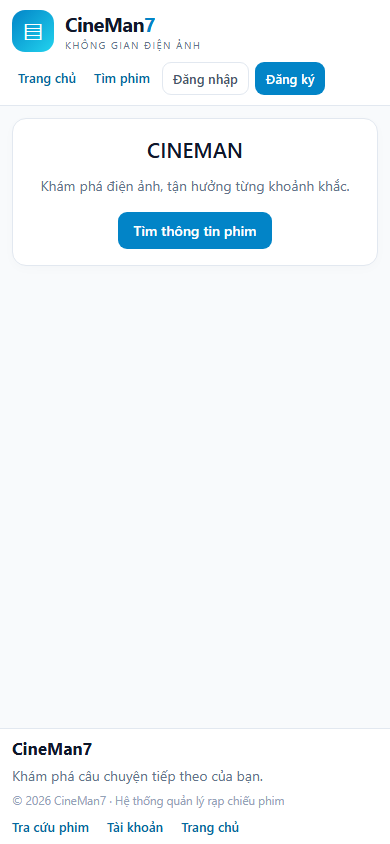 CineMan7
KHÔNG GIAN ĐIỆN ẢNH
Trang chủ Tìm phim Đăng nhập Đăng ký
CINEMAN
Khám phá điện ảnh, tận hưởng từng khoảnh khắc.
Tìm thông tin phim
CineMan7
Khám phá câu chuyện tiếp theo của bạn.
© 2026 CineMan7 · Hệ thống quản lý rạp chiếu phim
Tra cứu phim Tài khoản Trang chủ